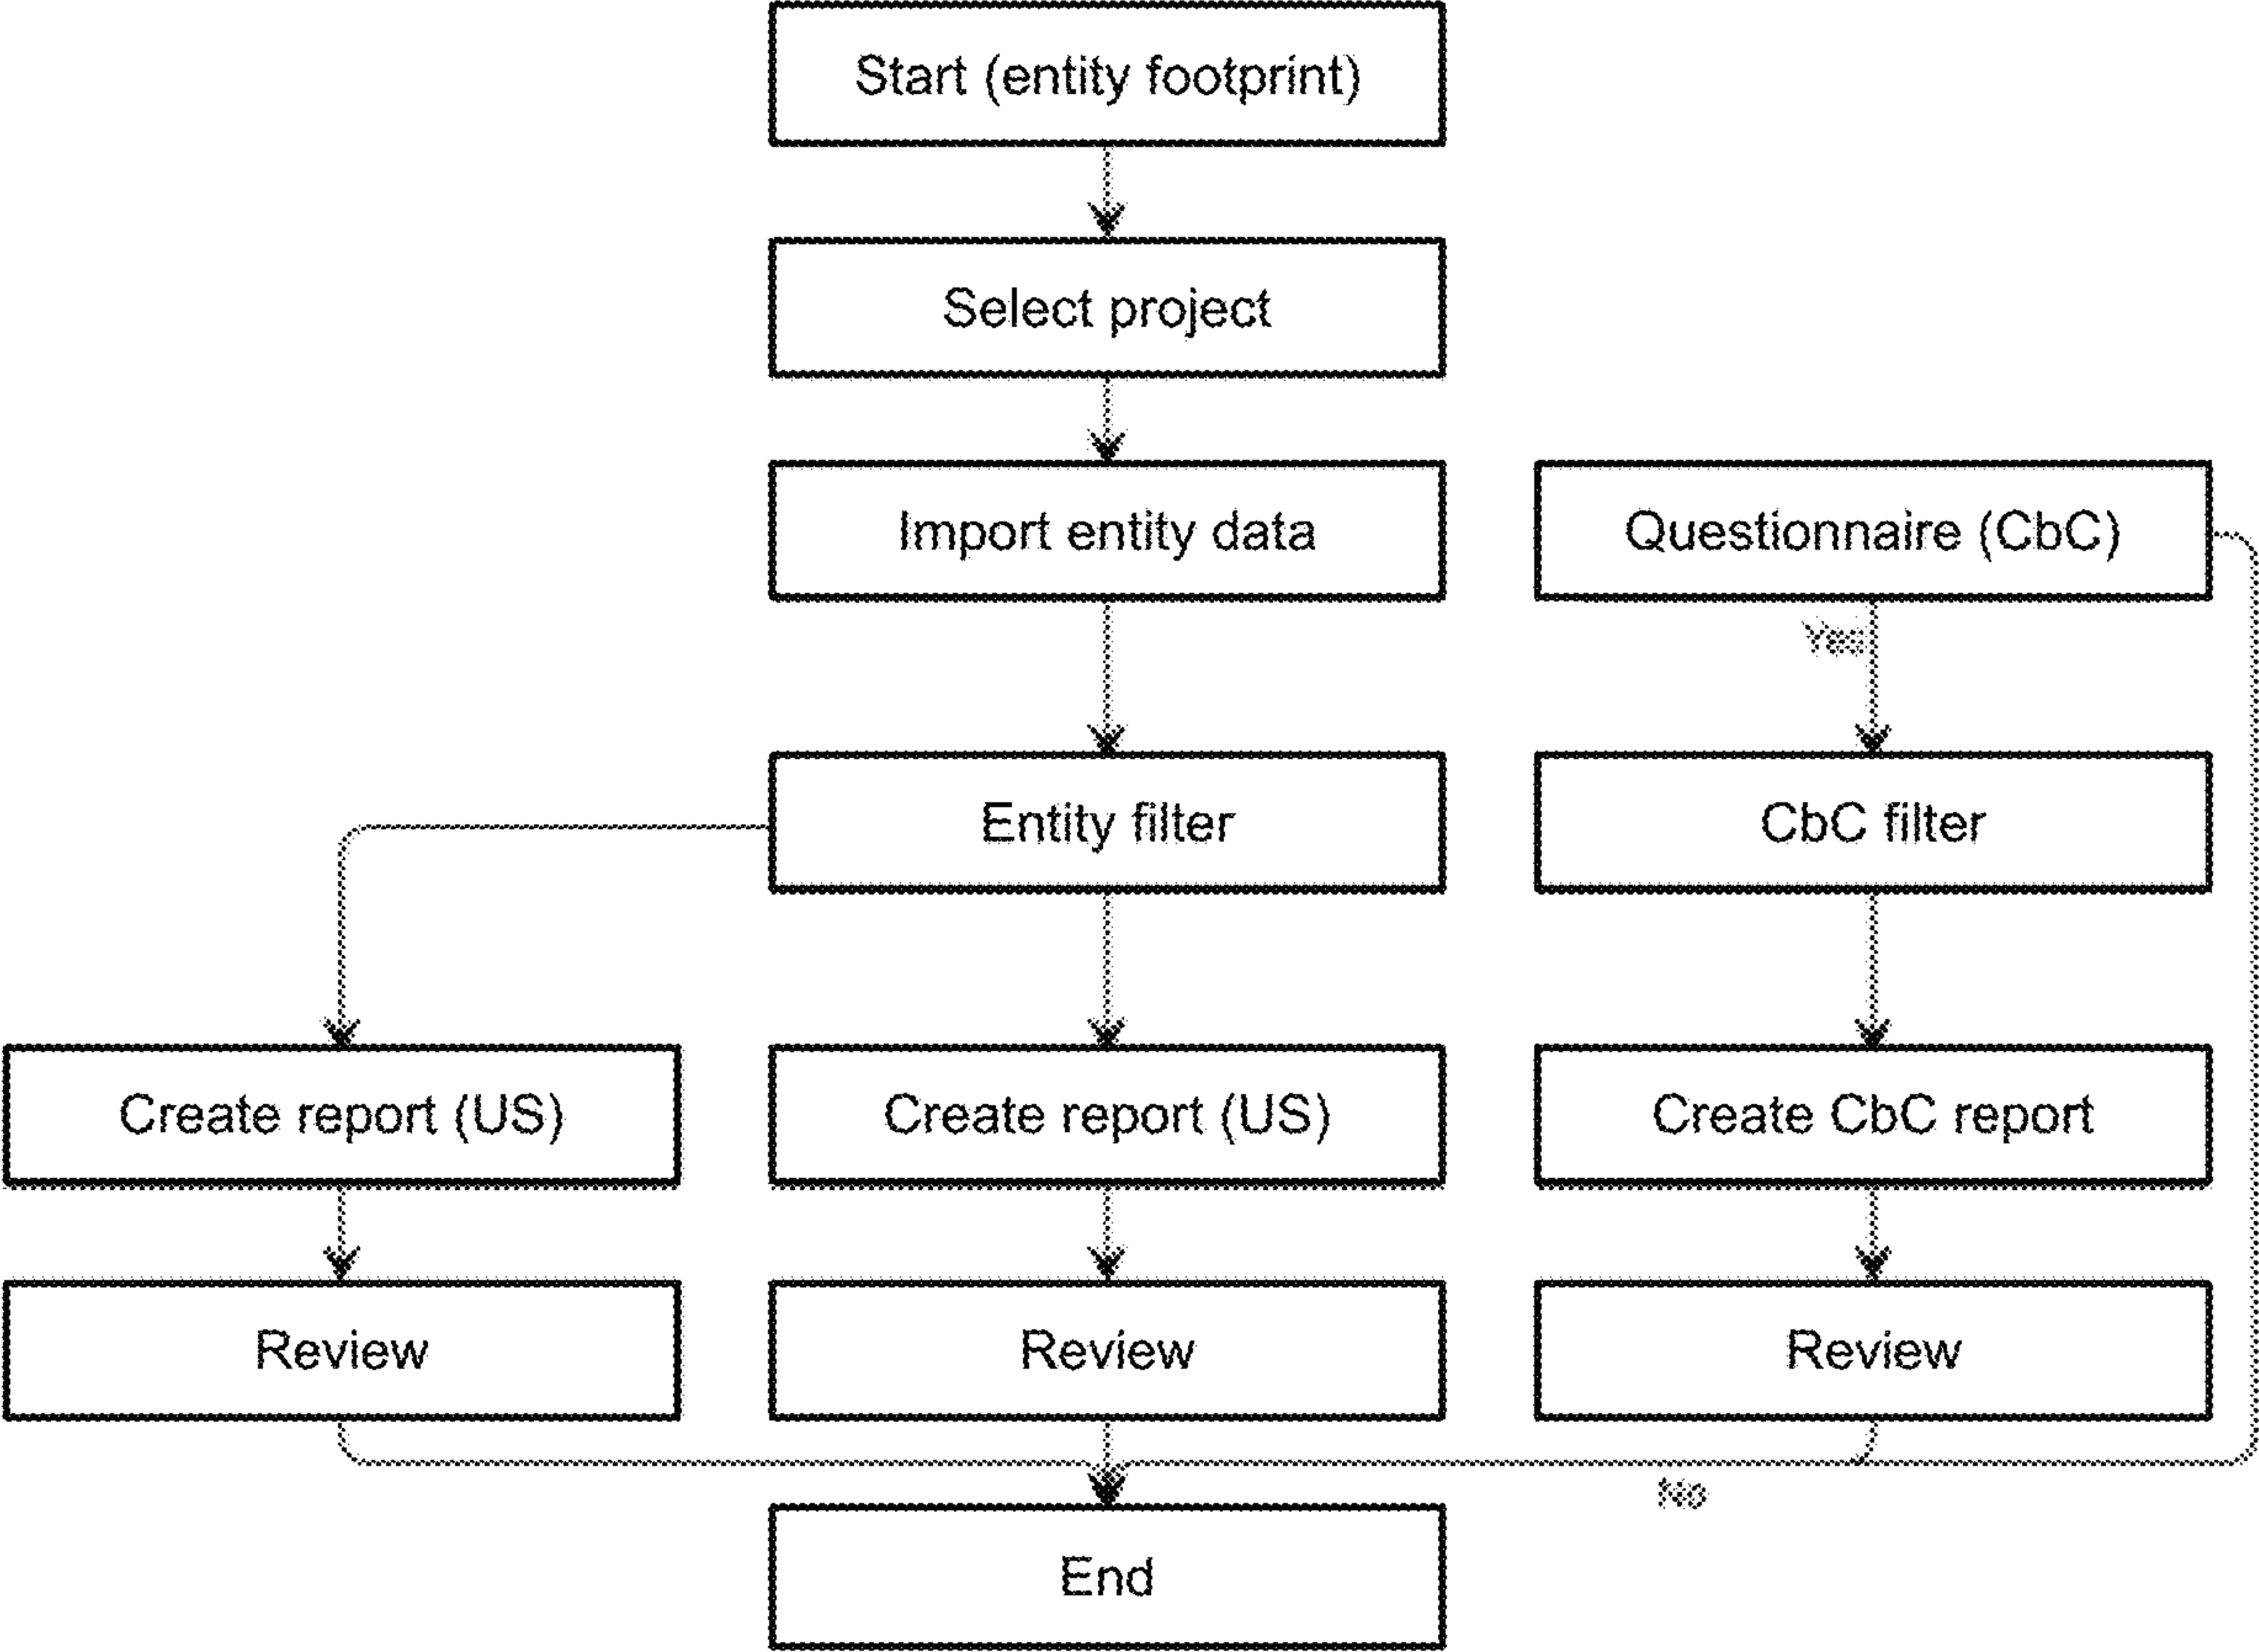 Start (entity footprint)
Select project
Import entity data
Questionnaire (CbC)
Yes
Entity filter
CbC filter
Create report (US)
Create report (US)
Create CbC report
Review
Review
Review
No
End